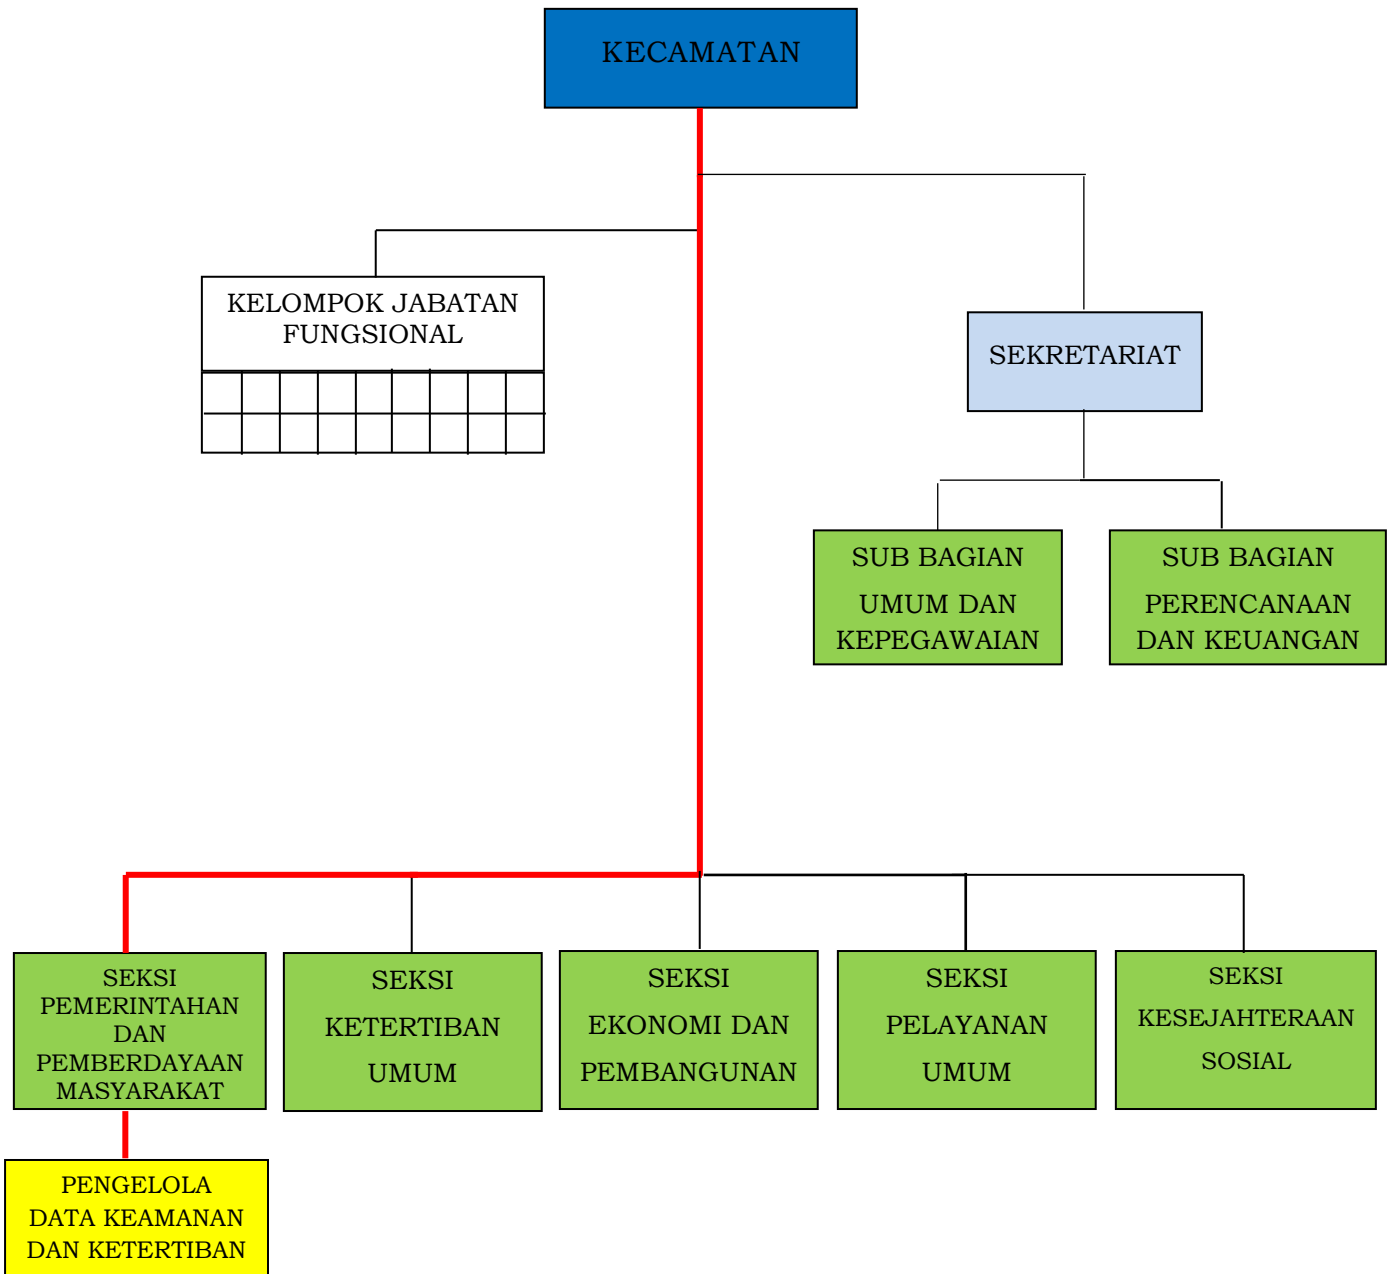 KECAMATAN
KELOMPOK JABATAN
FUNGSIONAL
SEKRETARIAT
SUB BAGIAN
UMUM DAN
KEPEGAWAIAN
SUB BAGIAN
PERENCANAAN
DAN KEUANGAN
SEKSI
PEMERINTAHAN
DAN
PEMBERDAYAAN
MASYARAKAT
SEKSI
KETERTIBAN
UMUM
SEKSI
EKONOMI DAN
PEMBANGUNAN
SEKSI
PELAYANAN
UMUM
SEKSI
KESEJAHTERAAN
SOSIAL
PENGELOLA
DATA KEAMANAN
DAN KETERTIBAN